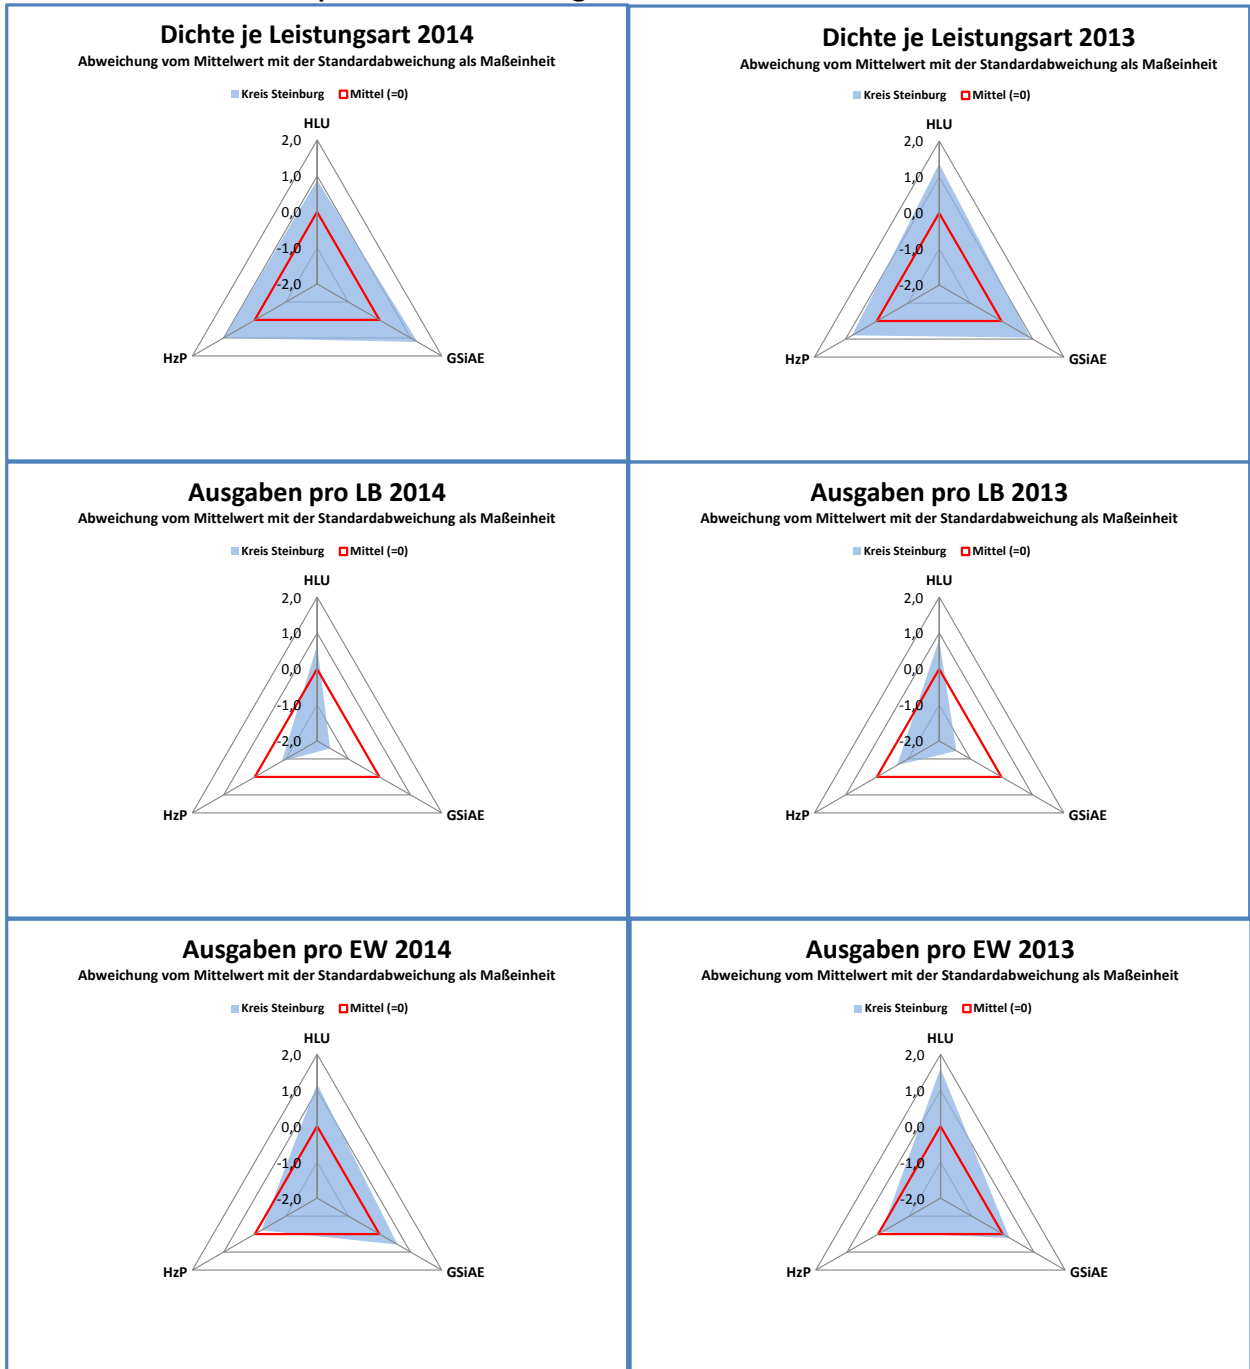 Dichte je Leistungsart 2014
Abweichung vom Mittelwert mit der Standardabweichung als Maßeinheit
Kreis Steinburg Mittel (=0)
HLU
2,0
1,0
0,0
-1,0
-2,0
HzP
GSiAE
Dichte je Leistungsart 2013
Abweichung vom Mittelwert mit der Standardabweichung als Maßeinheit
Kreis Steinburg Mittel (=0)
HLU
2,0
1,0
0,0
-1,0
-2,0
HzP
GSiAE
Ausgaben pro LB 2014
Abweichung vom Mittelwert mit der Standardabweichung als Maßeinheit
Kreis Steinburg Mittel (=0)
HLU
2,0
1,0
0,0
-1,0
-2,0
HzP
GSiAE
Ausgaben pro LB 2013
Abweichung vom Mittelwert mit der Standardabweichung als Maßeinheit
Kreis Steinburg Mittel (=0)
HLU
2,0
1,0
0,0
-1,0
-2,0
HzP
GSiAE
Ausgaben pro EW 2014
Abweichung vom Mittelwert mit der Standardabweichung als Maßeinheit
Kreis Steinburg Mittel (=0)
HLU
2,0
1,0
0,0
-1,0
-2,0
HzP
GSiAE
Ausgaben pro EW 2013
Abweichung vom Mittelwert mit der Standardabweichung als Maßeinheit
Kreis Steinburg Mittel (=0)
HLU
2,0
1,0
0,0
-1,0
-2,0
HzP
GSiAE